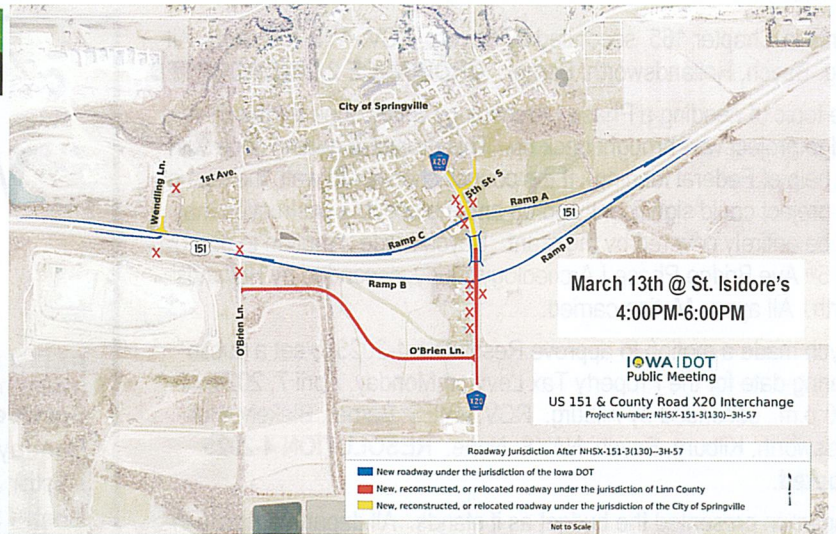 City of Springville
X20
1st Ave.
5th St. S
Wendling Ln.
Ramp A
151
Ramp C
151
Ramp D
Ramp B
March 13th @ St. Isidore's
4:00PM-6:00PM
O'Brien Ln.
O'Brien Ln.
IOWA DOT
Public Meeting
US 151 & County Road X20 Interchange
Project Number: NHSX-151-3(130)--3H-57
X20
Roadway Jurisdiction After NHSX-151-3(130)--3H-57
New roadway under the jurisdiction of the Iowa DOT
New, reconstructed, or relocated roadway under the jurisdiction of Linn County
New, reconstructed, or relocated roadway under the jurisdiction of the City of Springville
Not to Scale